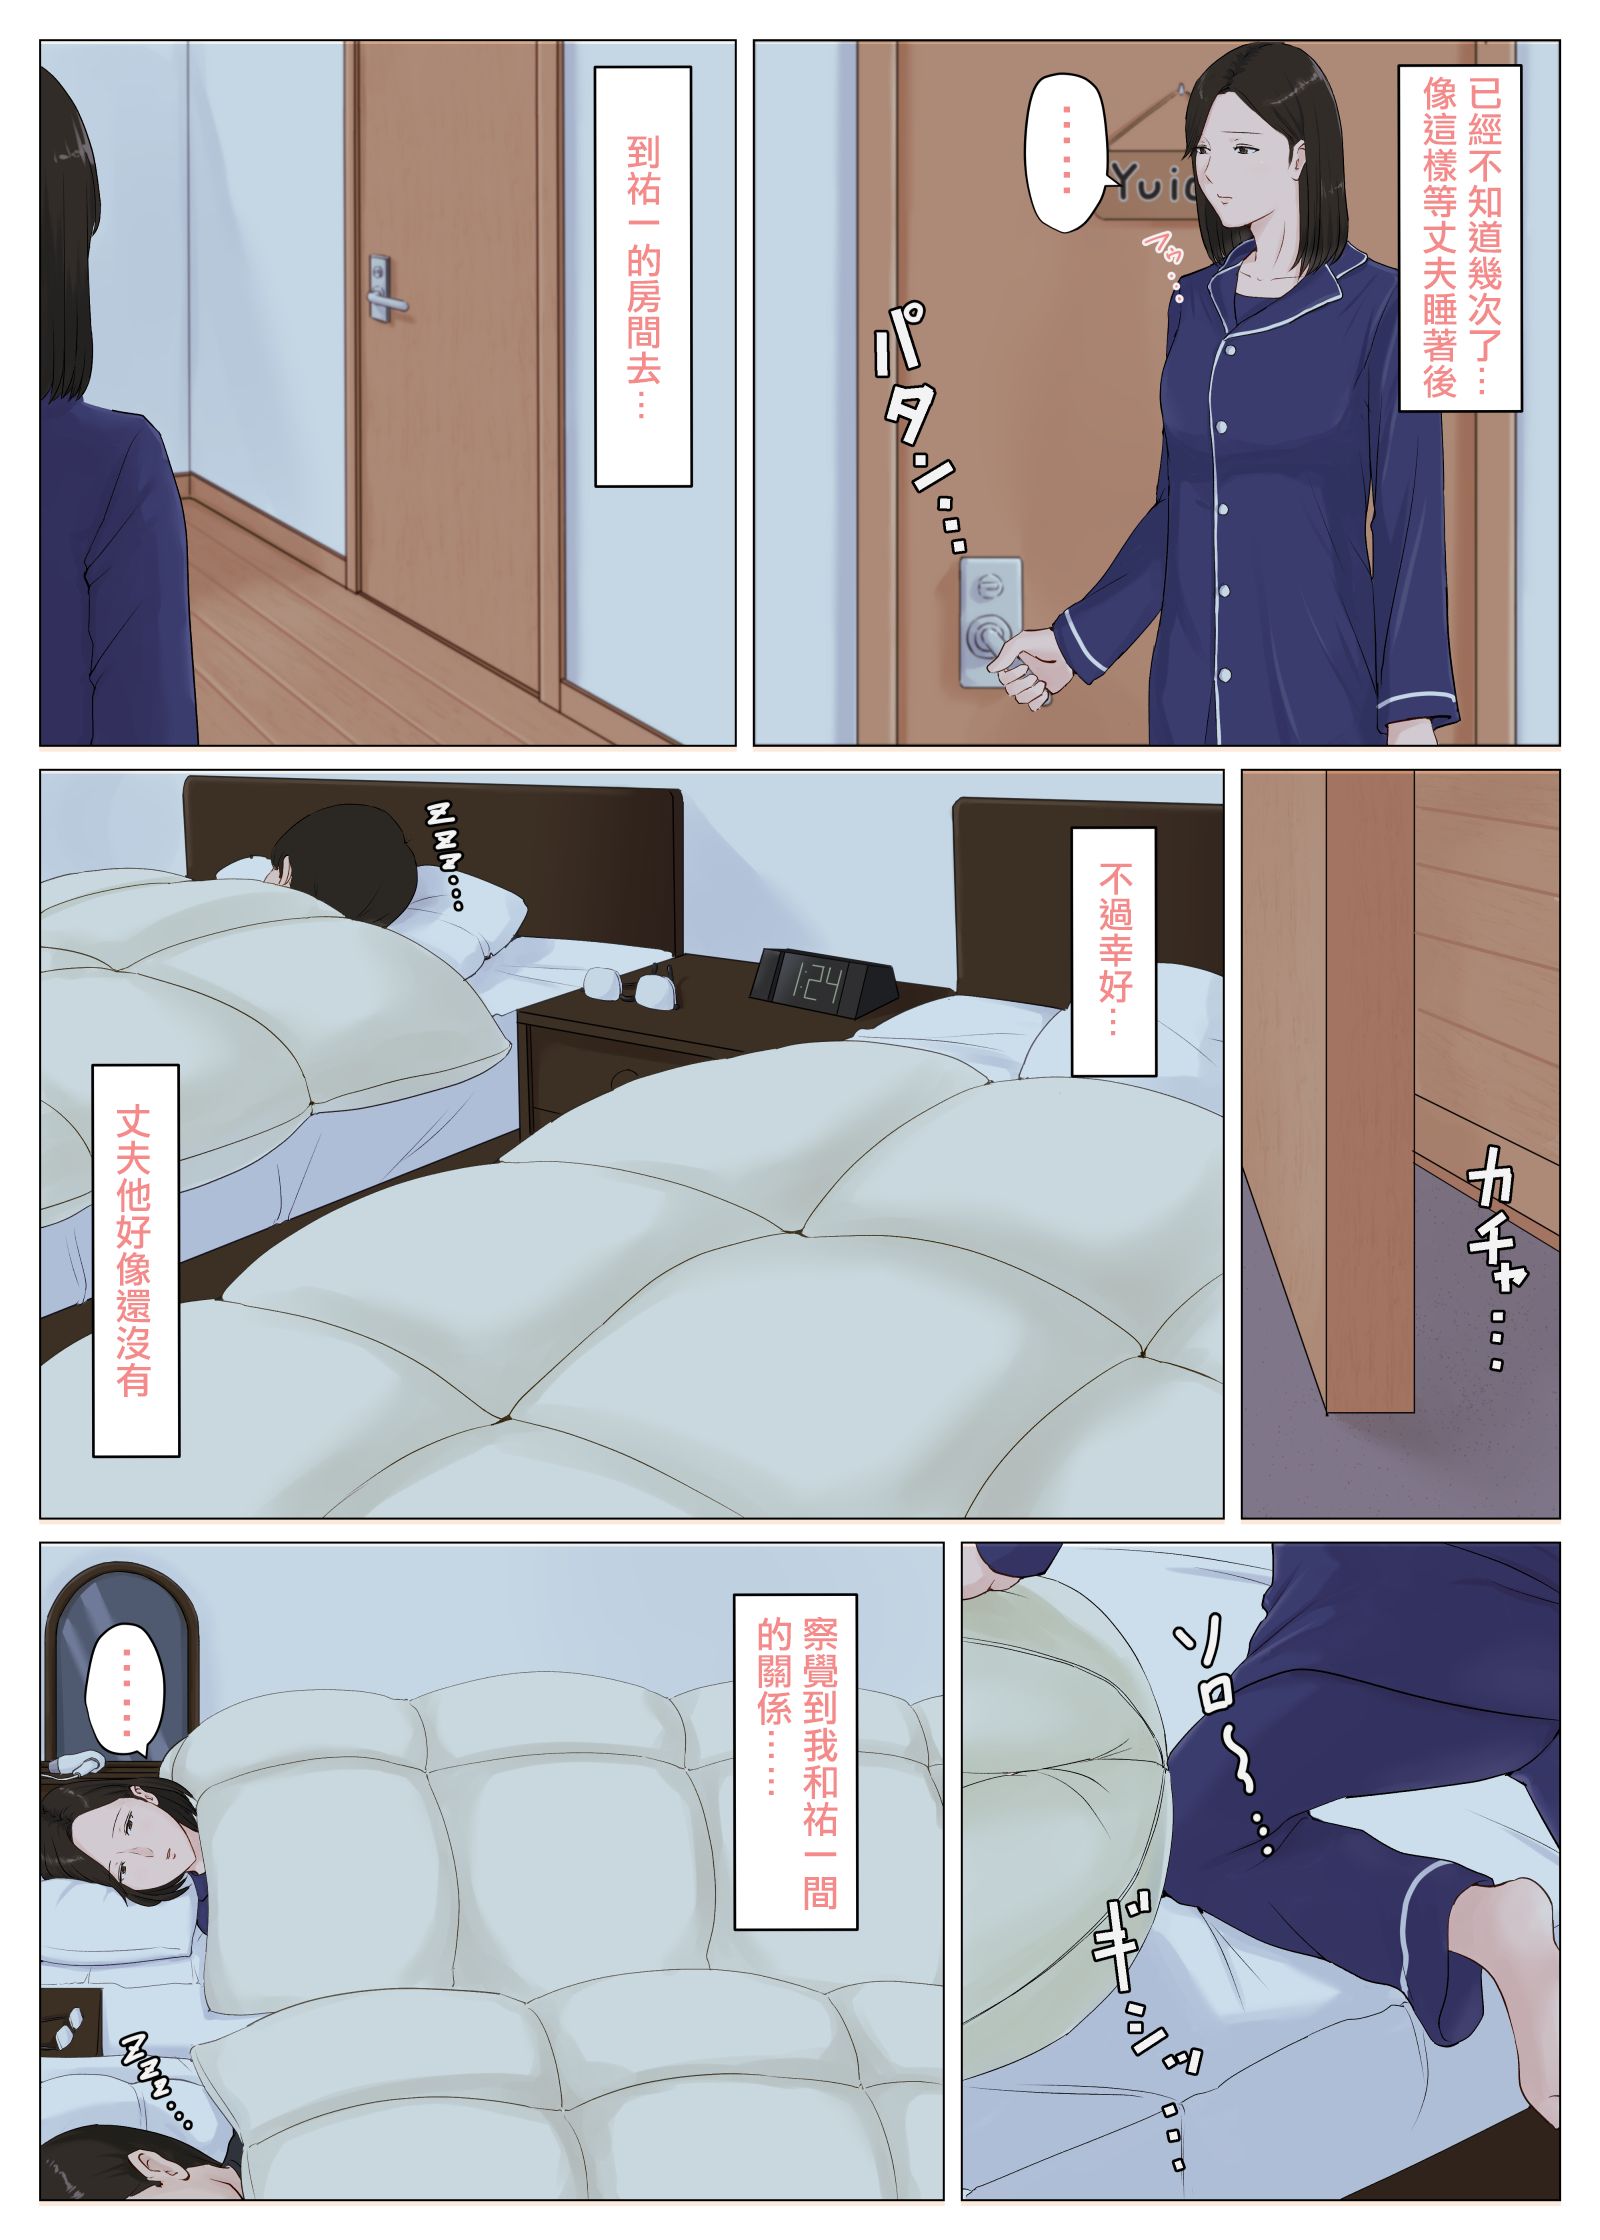 已經不知道幾次了…
像這樣等丈夫睡著後
……
パタン…
到祐一的房間去…
カチャ…
不過幸好…
zzz…
1:24
丈夫他好像還沒有
ソロ～…
ギシッ…
察覺到我和祐一間
的關係……
……
zzz…